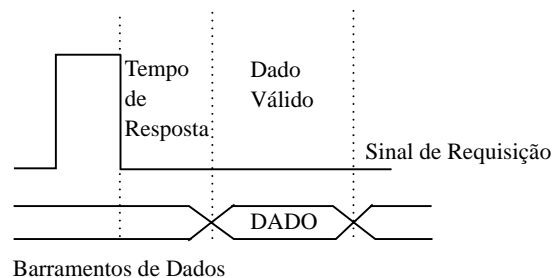 Tempo
de
Resposta
Dado
Válido
Sinal de Requisição
DADO
Barramentos de Dados